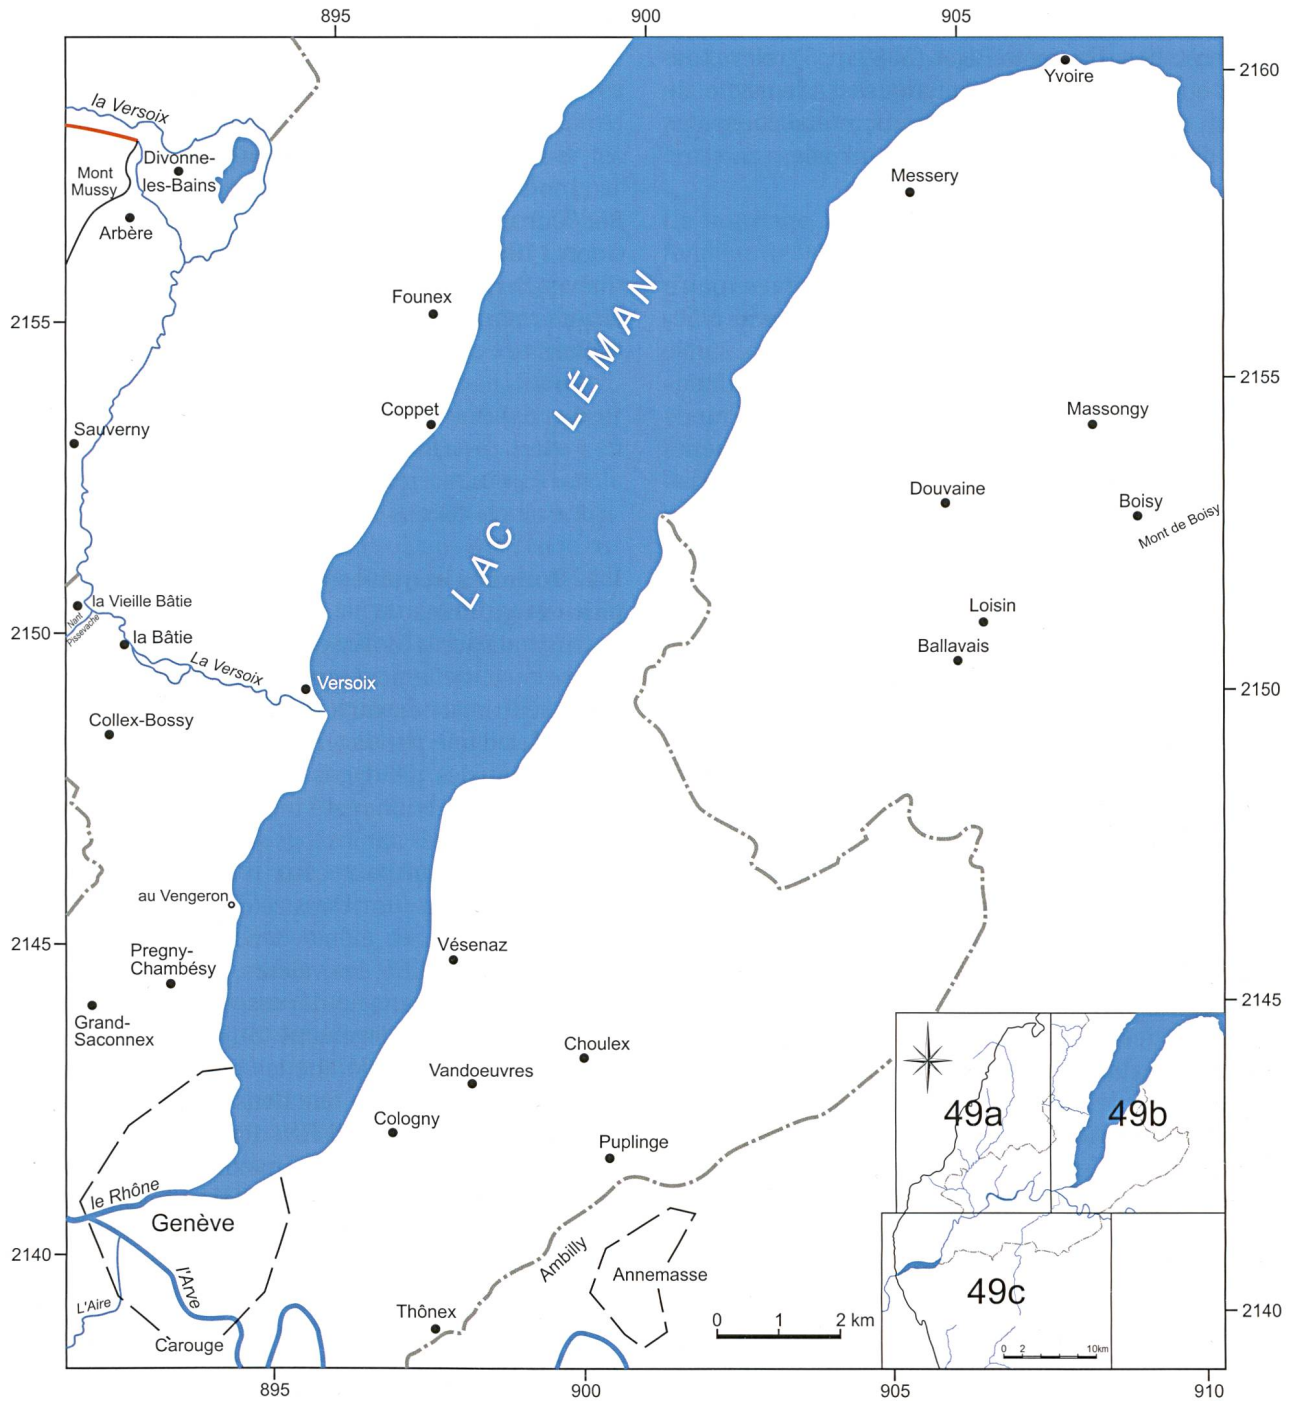 895
900
905
2160
Yvoire
la Versoix
Divonne-
les-Bains
Mont
Mussy
Arbère
Messery
Founex
2155
LAC LÉMAN
2155
Coppet
Massongy
Sauverny
Douvaine
Boisy
Mont de Boisy
la Vieille Bâtie
Nant
Pissevache
Loisin
2150
la Bâtie
Ballavais
La Versoix
Versoix
2150
Collex-Bossy
au Vengeron
2145
Vésenaz
Pregny-
Chambésy
2145
Grand-
Saconnex
Choulex
Vandoeuvres
49a
49b
Cologny
Puplinge
le Rhône
Genève
2140
Ambilly
Annemasse
l'Arve
49c
L'Aire
Thônex
2140
0 1 2 km
Carouge
0 2 10km
895
900
905
910